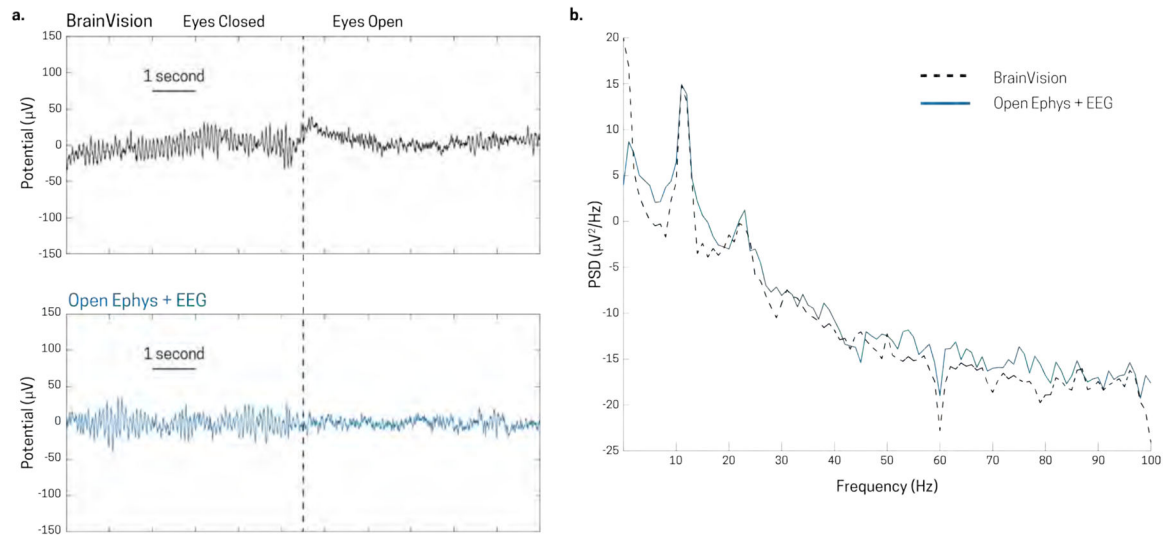 a.
BrainVision Eyes Closed Eyes Open
150
100
50
0
-50
-100
-150
Potential (µV)
1 second
Open Ephys + EEG
150
100
50
0
-50
-100
-150
Potential (µV)
1 second
b.
20
15
10
5
0
-5
-10
-15
-20
-25
PSD (µV²/Hz)
BrainVision
Open Ephys + EEG
10 20 30 40 50 60 70 80 90 100
Frequency (Hz)